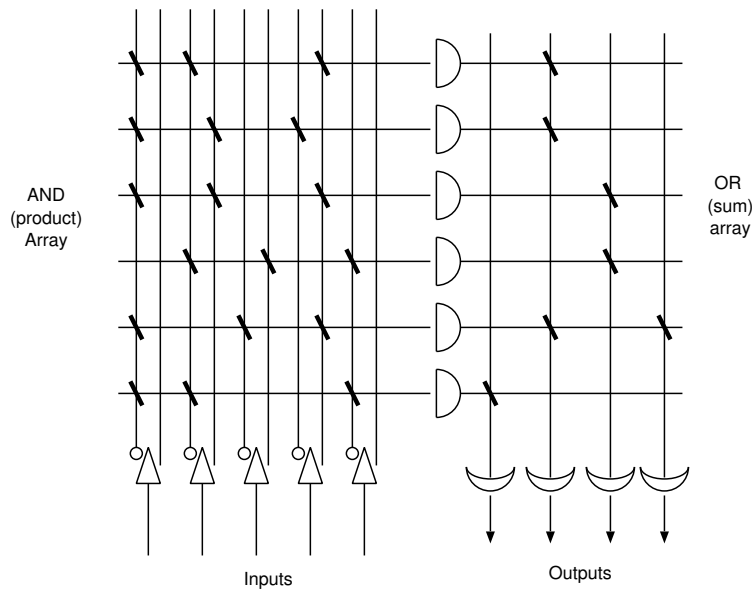 AND
(product)
Array
OR
(sum)
array
Inputs
Outputs